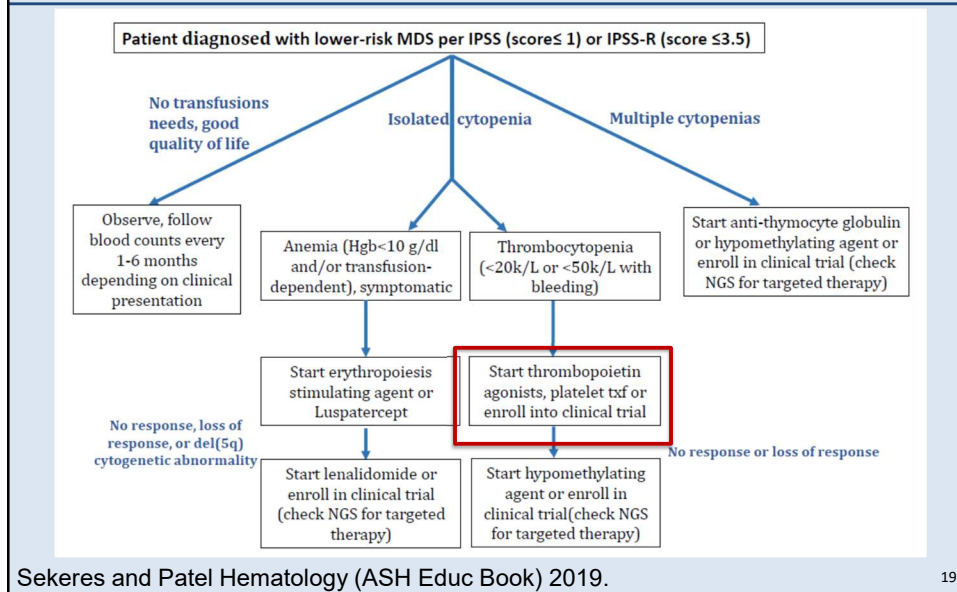 Patient diagnosed with lower-risk MDS per IPSS (score≤ 1) or IPSS-R (score ≤3.5)
No transfusions
needs, good
quality of life
Isolated cytopenia
Multiple cytopenias
Observe, follow
blood counts every
1-6 months
depending on clinical
presentation
Anemia (Hgb<10 g/dl
and/or transfusion-
dependent), symptomatic
Thrombocytopenia
(<20k/L or <50k/L with
bleeding)
Start anti-thymocyte globulin
or hypomethylating agent or
enroll in clinical trial (check
NGS for targeted therapy)
Start erythropoiesis
stimulating agent or
Luspatercept
Start thrombopoietin
agonists, platelet txf or
enroll into clinical trial
No response, loss of
response, or del(5q)
cytogenetic abnormality
No response or loss of response
Start lenalidomide or
enroll in clinical trial
(check NGS for targeted
therapy)
Start hypomethylating
agent or enroll in
clinical trial(check NGS
for targeted therapy)
Sekeres and Patel Hematology (ASH Educ Book) 2019.
19